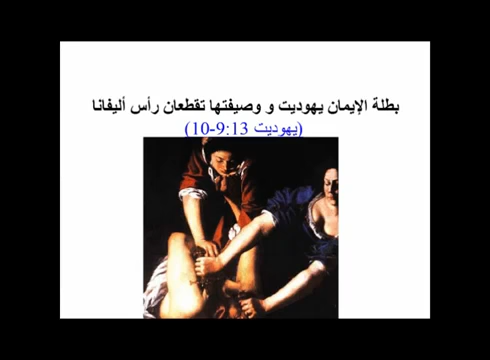 بطلة الإيمان يهوديت و وصيفتها تقطعان رأس أليفانا
(يهوديت 9:13-10)